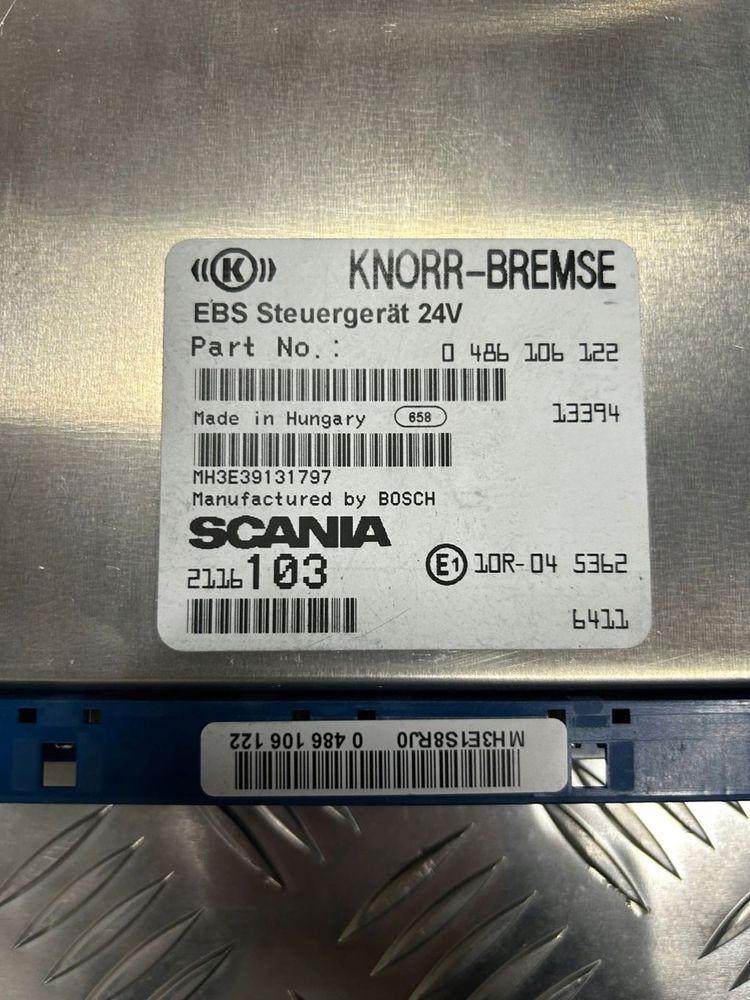 K KNORR-BREMSE
EBS Steuergerät 24V
Part No.: 0 486 106 122
Made in Hungary 658 13394
MH3E39131797
Manufactured by BOSCH
SCANIA
2116103 E1 10R-04 5362
6411
MH3E1S8RJ0 0 486 106 122